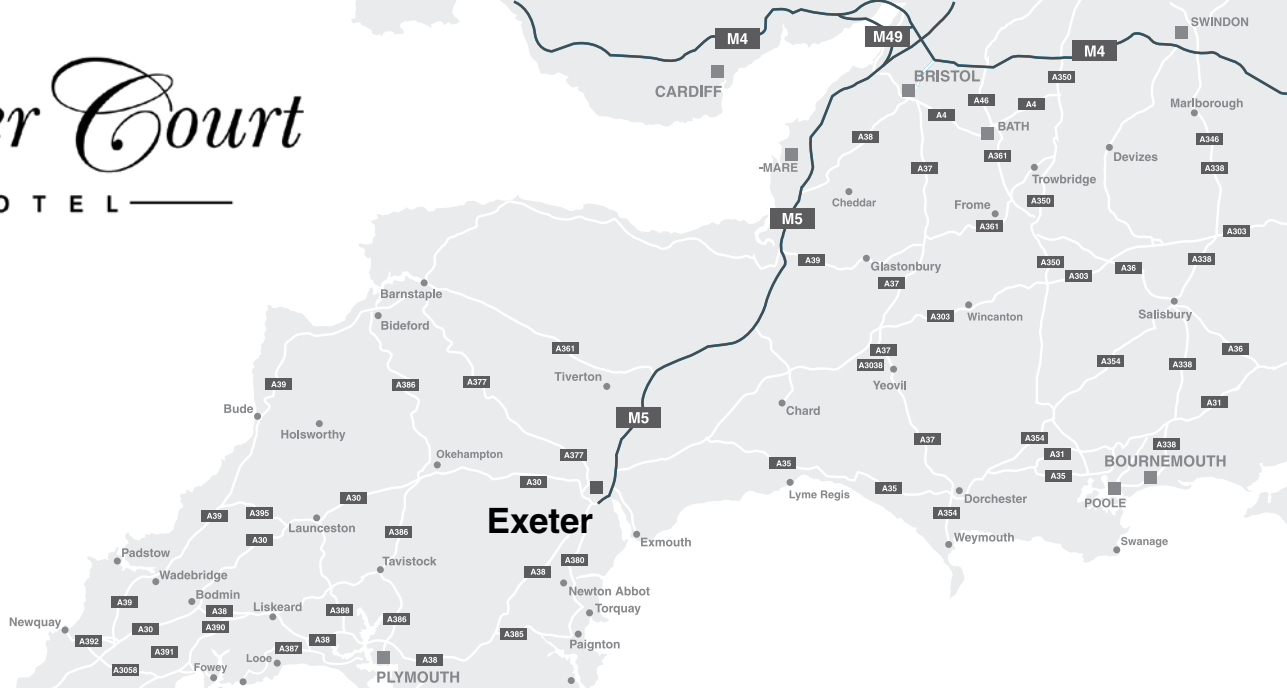 er Court
OTEL
M4
M49
M4
SWINDON
CARDIFF
BRISTOL
A350
A46
A4
A4
Marlborough
BATH
A38
A346
-MARE
A361
Devizes
A37
A338
Trowbridge
Cheddar
A350
Frome
M5
A361
A303
A39
Glastonbury
A350
A36
A338
A303
A37
Barnstaple
Bideford
A303
Wincanton
Salisbury
A361
A37
A36
A3038
A354
A338
Tiverton
Yeovil
A39
A386
A377
Bude
Holsworthy
M5
Chard
A31
A37
A354
A338
Okehampton
A377
A31
A35
BOURNEMOUTH
A30
A35
A35
POOLE
Lyme Regis
Dorchester
A30
A39
A395
Launceston
A354
Exeter
A30
A386
Exmouth
Weymouth
Swanage
Padstow
Tavistock
A380
A38
Wadebridge
Newton Abbot
Bodmin
A39
Liskeard
A38
A388
Torquay
Newquay
A30
A390
A386
A392
A38
A385
Paignton
A391
A387
Looe
A3058
Fowey
A38
PLYMOUTH